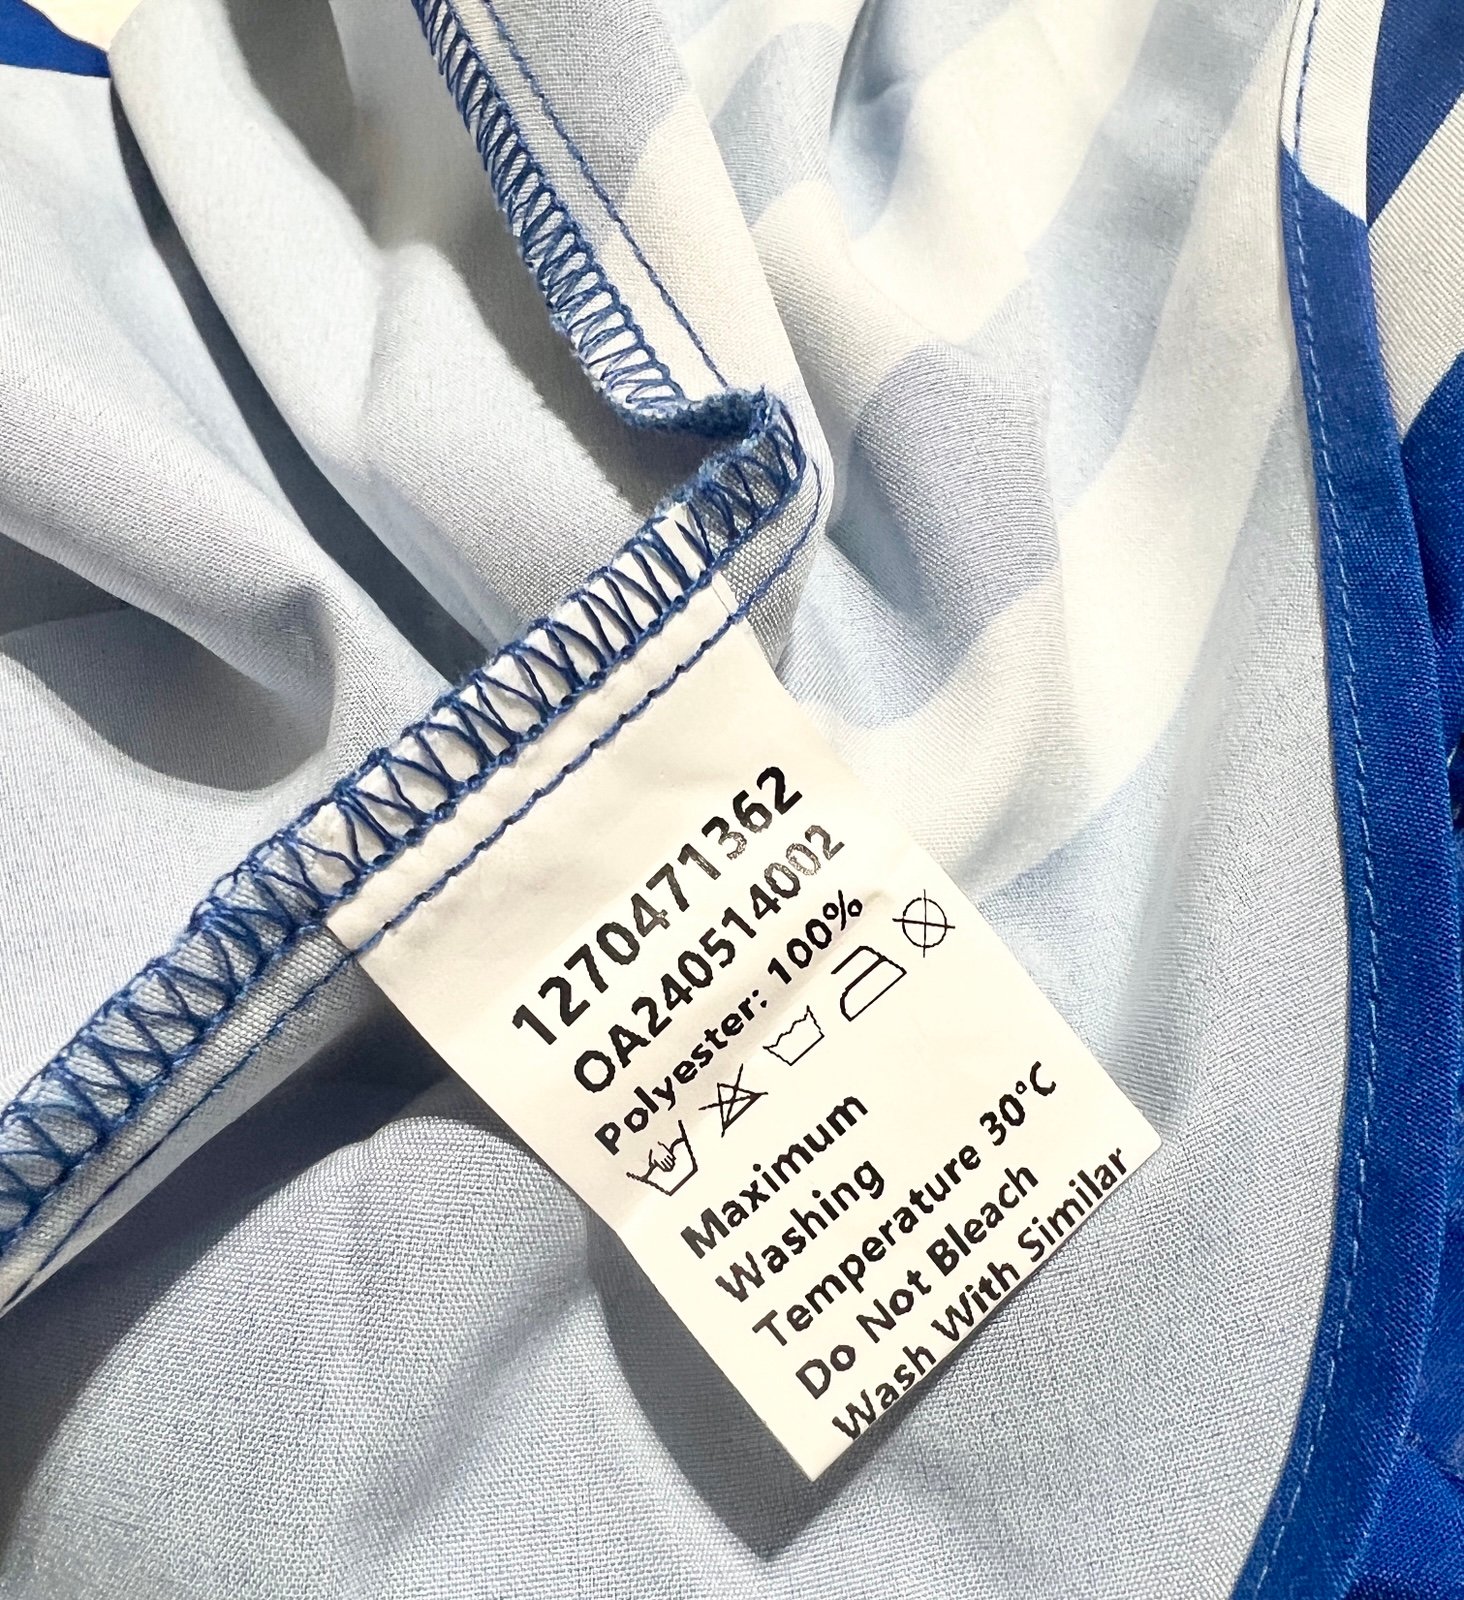 1270471362
OA240514002
Polyester: 100%
Maximum
Washing
Temperature 30°C
Do Not Bleach
Wash With Similar